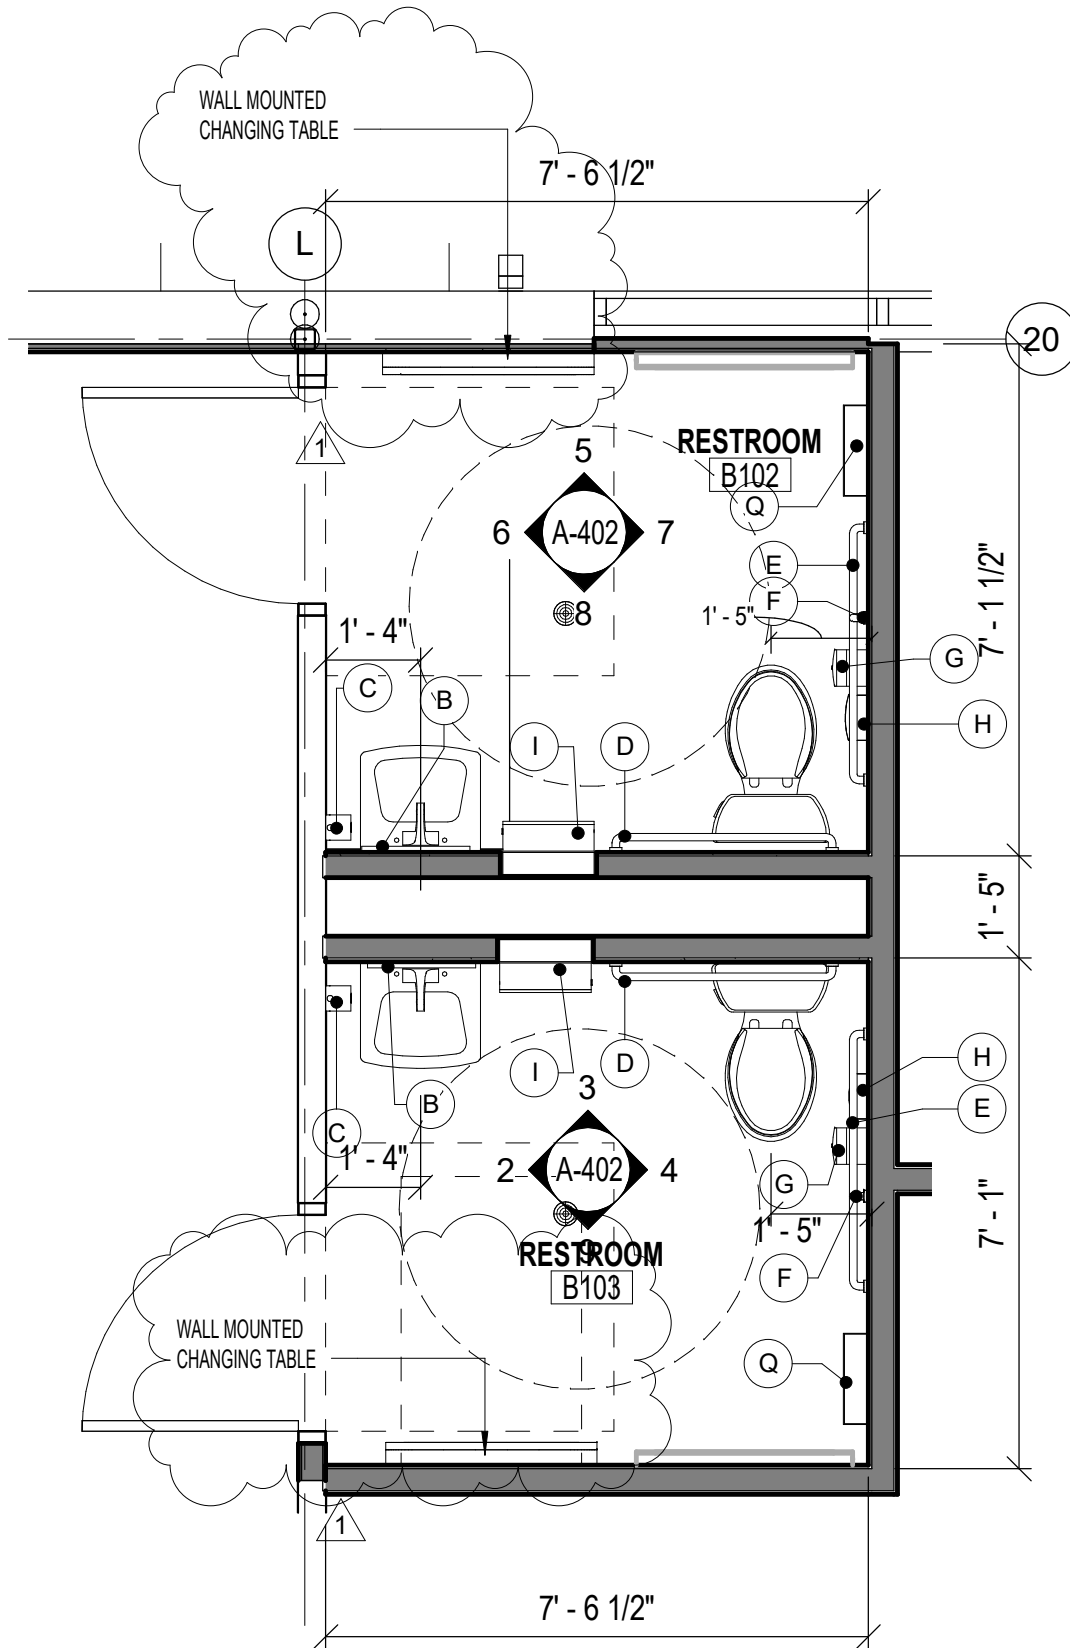 WALL MOUNTED
CHANGING TABLE
7' - 6 1/2"
L
20
1
RESTROOM
B102
5
Q
6
A-402
7
E
7' - 1 1/2"
F
8
1' - 5"
1' - 4"
G
C
B
H
I
D
1' - 5"
H
I
D
B
E
3
C
1' - 4"
2
A-402
4
G
1' - 5"
7' - 1"
9
RESTROOM
B103
F
WALL MOUNTED
CHANGING TABLE
Q
1
7' - 6 1/2"